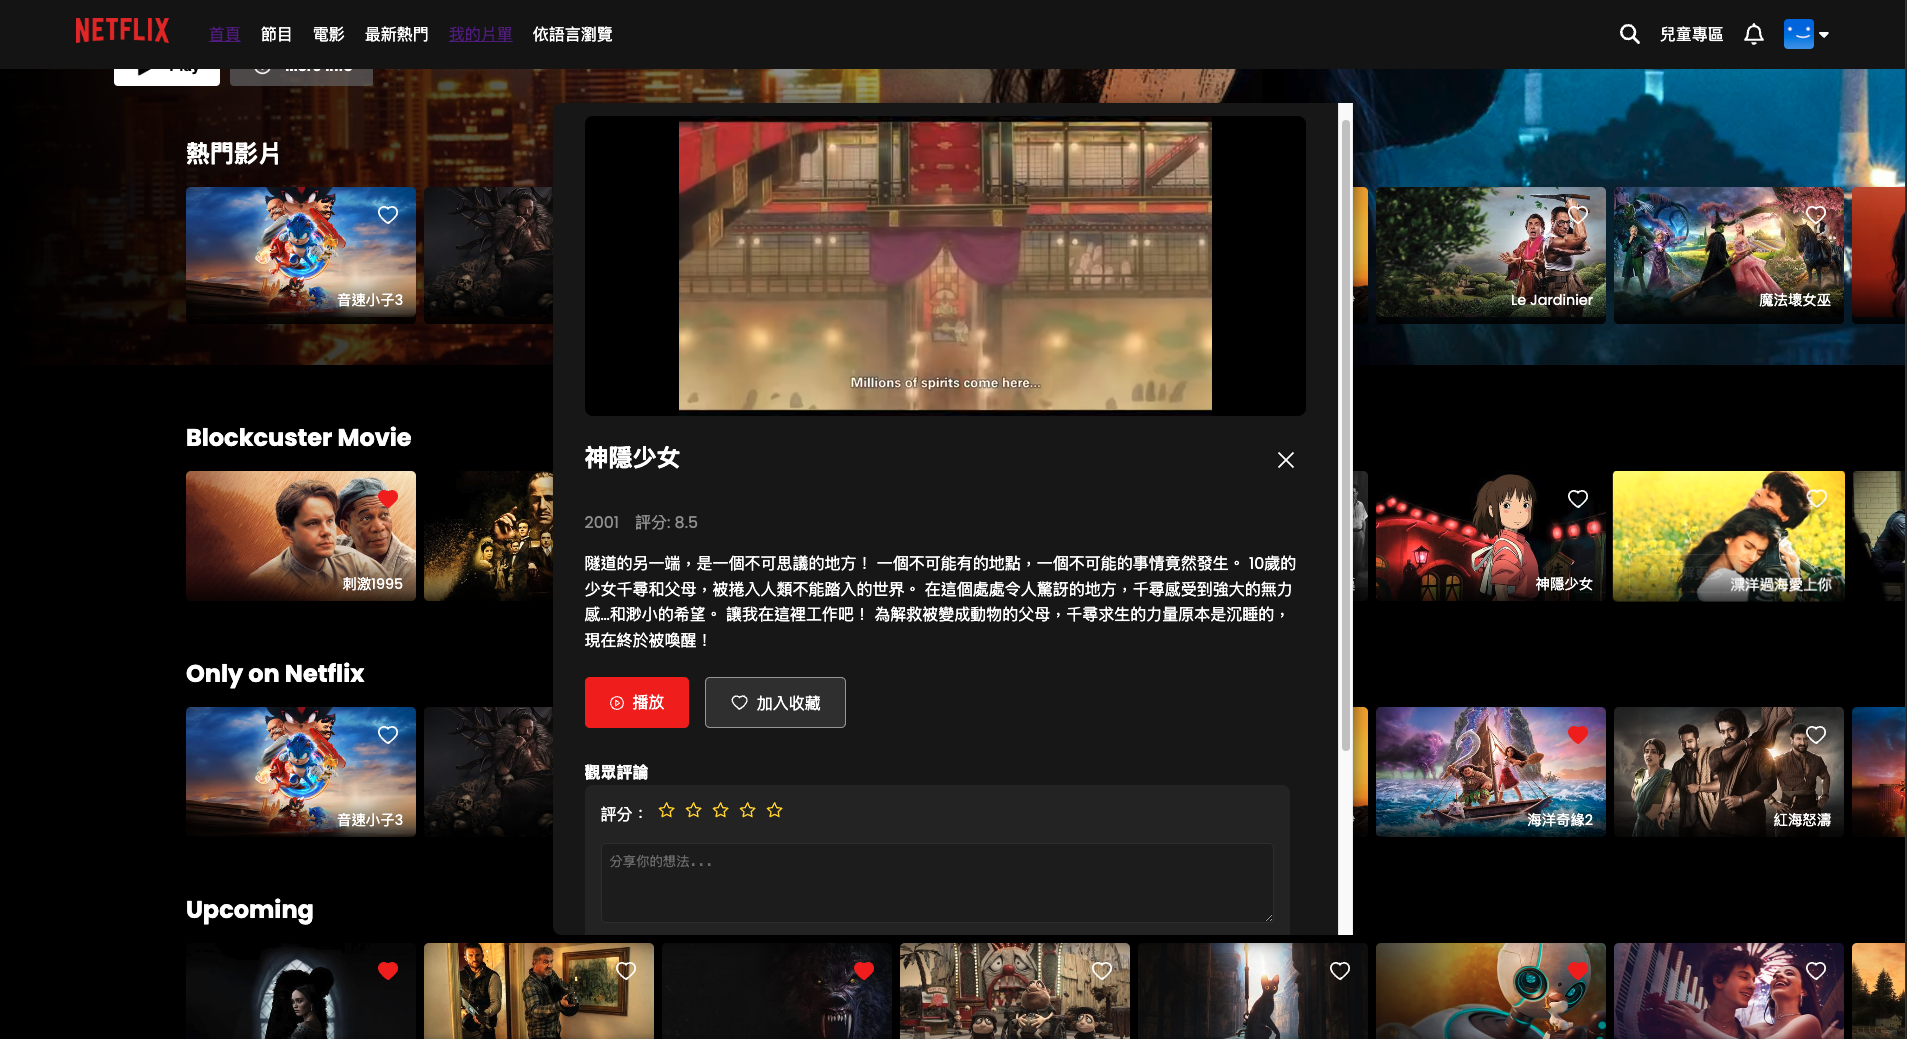 NETFLIX
首頁 節目 電影 最新熱門 我的片單 依語言瀏覽
兒童專區
Play More Info
熱門影片
音速小子3
Le Jardinier
魔法壞女巫
Millions of spirits come here...
神隱少女
2001 評分: 8.5
隧道的另一端，是一個不可思議的地方！ 一個不可能有的地點，一個不可能的事情竟然發生。 10歲的
少女千尋和父母，被捲入人類不能踏入的世界。 在這個處處令人驚訝的地方，千尋感受到強大的無力
感...和渺小的希望。 讓我在這裡工作吧！ 為解救被變成動物的父母，千尋求生的力量原本是沉睡的，
現在終於被喚醒！
播放
加入收藏
觀眾評論
評分：
分享你的想法...
Blockcuster Movie
刺激1995
神隱少女
漂洋過海愛上你
Only on Netflix
音速小子3
海洋奇緣2
紅海怒濤
Upcoming